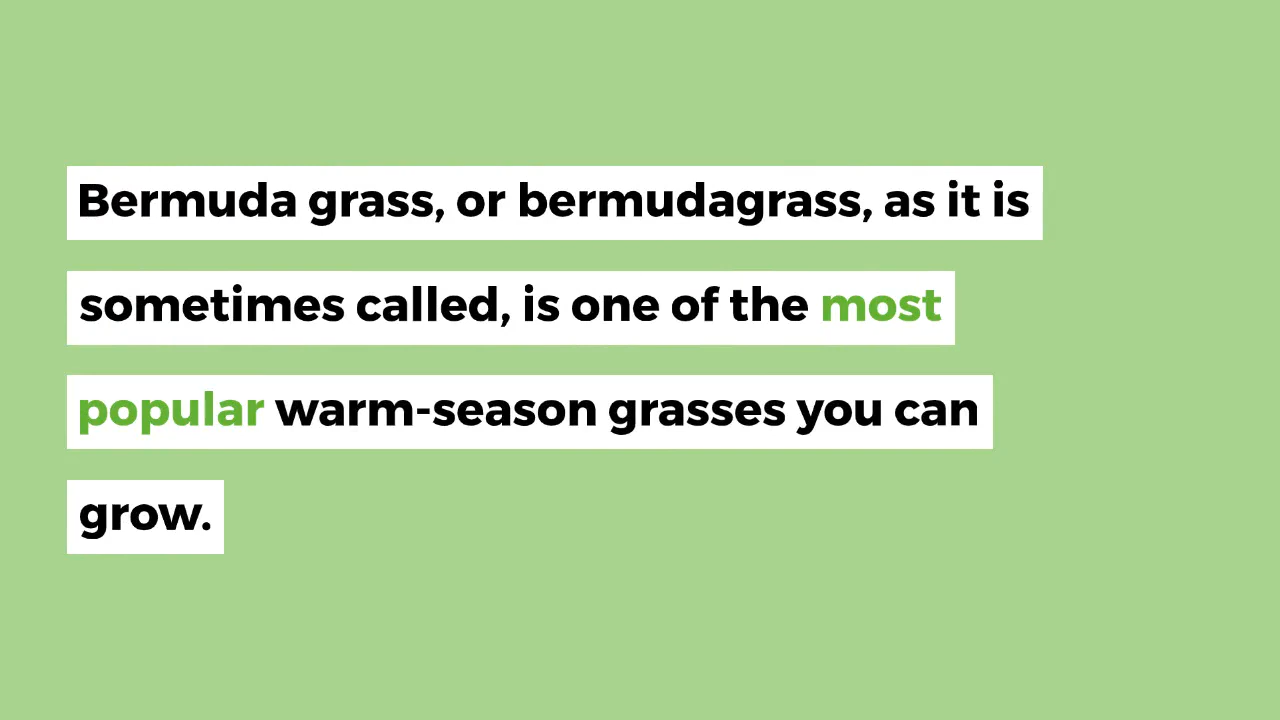 Bermuda grass, or bermudagrass, as it is
sometimes called, is one of the most
popular warm-season grasses you can
grow.